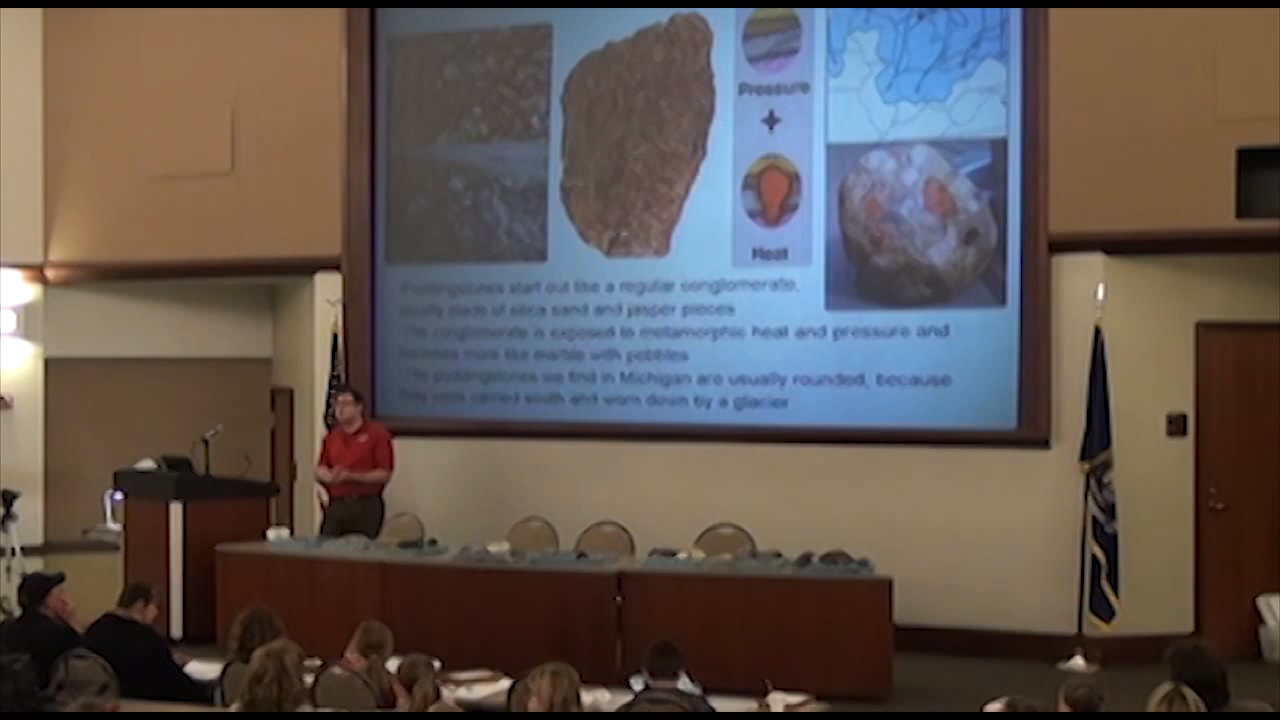 Pressure
+
Heat
Puddingstones start out like a regular conglomerate,
usually made of silica sand and jasper pieces
The conglomerate is exposed to metamorphic heat and pressure and
becomes more like marble with pebbles
The puddingstones we find in Michigan are usually rounded, because
they were carried south and worn down by a glacier